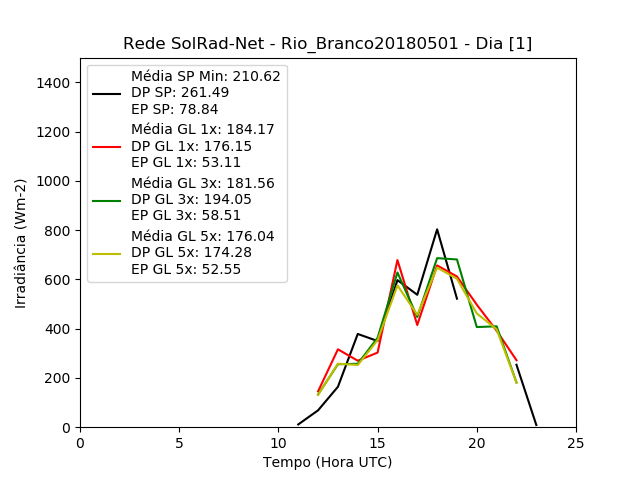 Rede SolRad-Net - Rio_Branco20180501 - Dia [1]
Média SP Min: 210.62
DP SP: 261.49
EP SP: 78.84
Média GL 1x: 184.17
DP GL 1x: 176.15
EP GL 1x: 53.11
Média GL 3x: 181.56
DP GL 3x: 194.05
EP GL 3x: 58.51
Média GL 5x: 176.04
DP GL 5x: 174.28
EP GL 5x: 52.55
Irradiância (Wm-2)
1400
1200
1000
800
600
400
200
0
0 5 10 15 20 25
Tempo (Hora UTC)